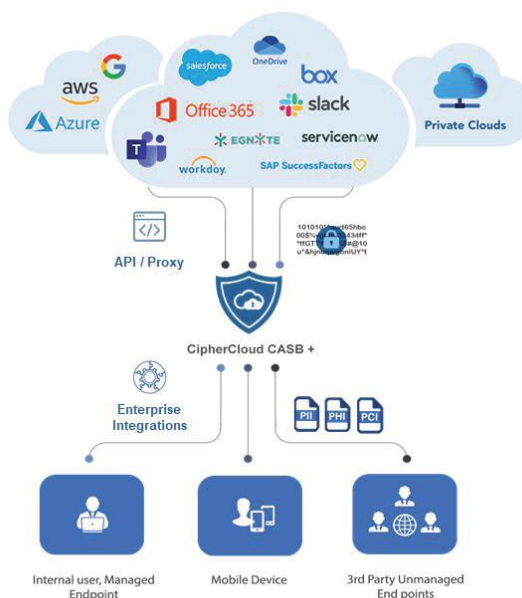 salesforce
OneDrive
G
aws
box
Office 365
slack
Azure
Private Clouds
EGNYTE
servicenow
T
workday.
SAP SuccessFactors
API / Proxy
CipherCloud CASB +
Enterprise
Integrations
PII PHI PCI
Internal user, Managed
Endpoint
Mobile Device
3rd Party Unmanaged
End points